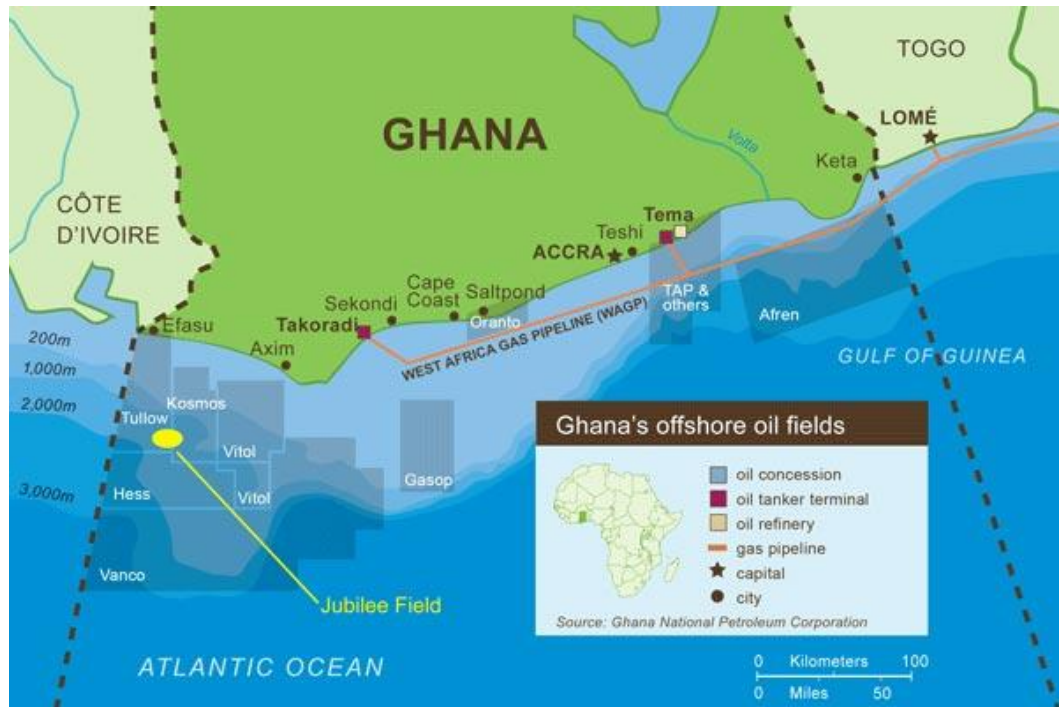 TOGO
LOMÉ
GHANA
Volta
Keta
CÔTE
D'IVOIRE
Tema
Teshi
ACCRA
Cape
Coast
Saltpond
Sekondi
Takoradi
Oranto
TAP &
others
Afren
WEST AFRICA GAS PIPELINE (WAGP)
Efasu
Axim
200m
1,000m
2,000m
3,000m
GULF OF GUINEA
Kosmos
Tullow
Vitol
Hess
Vitol
Gasop
Vanco
Jubilee Field
ATLANTIC OCEAN
Ghana's offshore oil fields
oil concession
oil tanker terminal
oil refinery
gas pipeline
capital
city
Source: Ghana National Petroleum Corporation
0 Kilometers 100
0 Miles 50